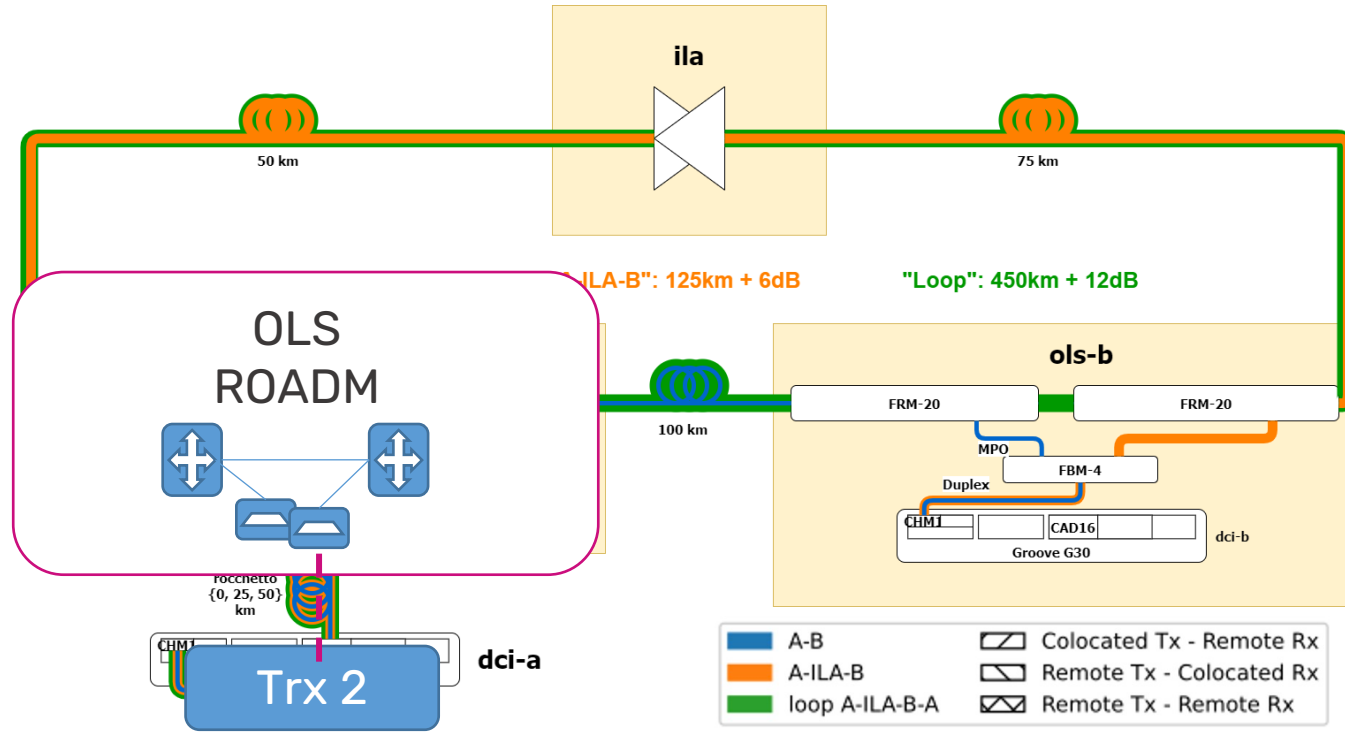 ila
50 km
75 km
-ILA-B": 125km + 6dB
"Loop": 450km + 12dB
OLS
ROADM
100 km
ols-b
FRM-20
FRM-20
MPO
FBM-4
Duplex
CHM1
CAD16
Groove G30
dci-b
rocchetto
{0, 25, 50}
km
CHM1
Trx 2
dci-a
A-B
A-ILA-B
loop A-ILA-B-A
Colocated Tx - Remote Rx
Remote Tx - Colocated Rx
Remote Tx - Remote Rx